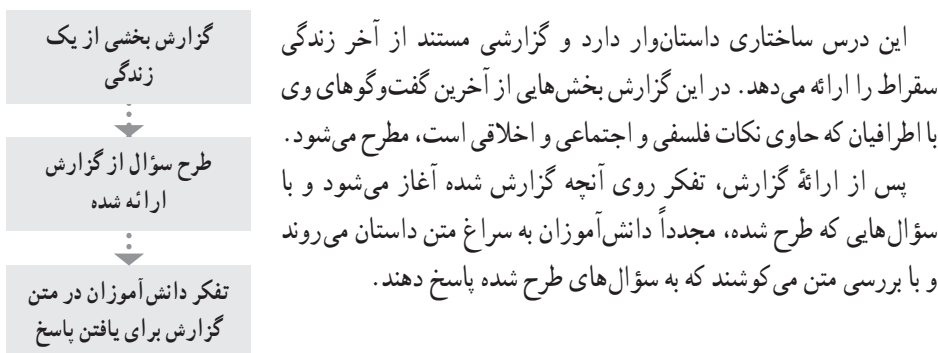 این درس ساختاری داستان‌وار دارد و گزارشی مستند از آخر زندگی
سقراط را ارائه می‌دهد. در این گزارش بخش‌هایی از آخرین گفت‌وگوهای وی
با اطرافیان که حاوی نکات فلسفی و اجتماعی و اخلاقی است، مطرح می‌شود.
پس از ارائهٔ گزارش، تفکر روی آنچه گزارش شده آغاز می‌شود و با
سؤال‌هایی که طرح شده، مجدداً دانش‌آموزان به سراغ متن داستان می‌روند
و با بررسی متن می‌کوشند که به سؤال‌های طرح شده پاسخ دهند.
گزارش بخشی از یک
زندگی
طرح سؤال از گزارش
ارائه شده
تفکر دانش‌آموزان در متن
گزارش برای یافتن پاسخ